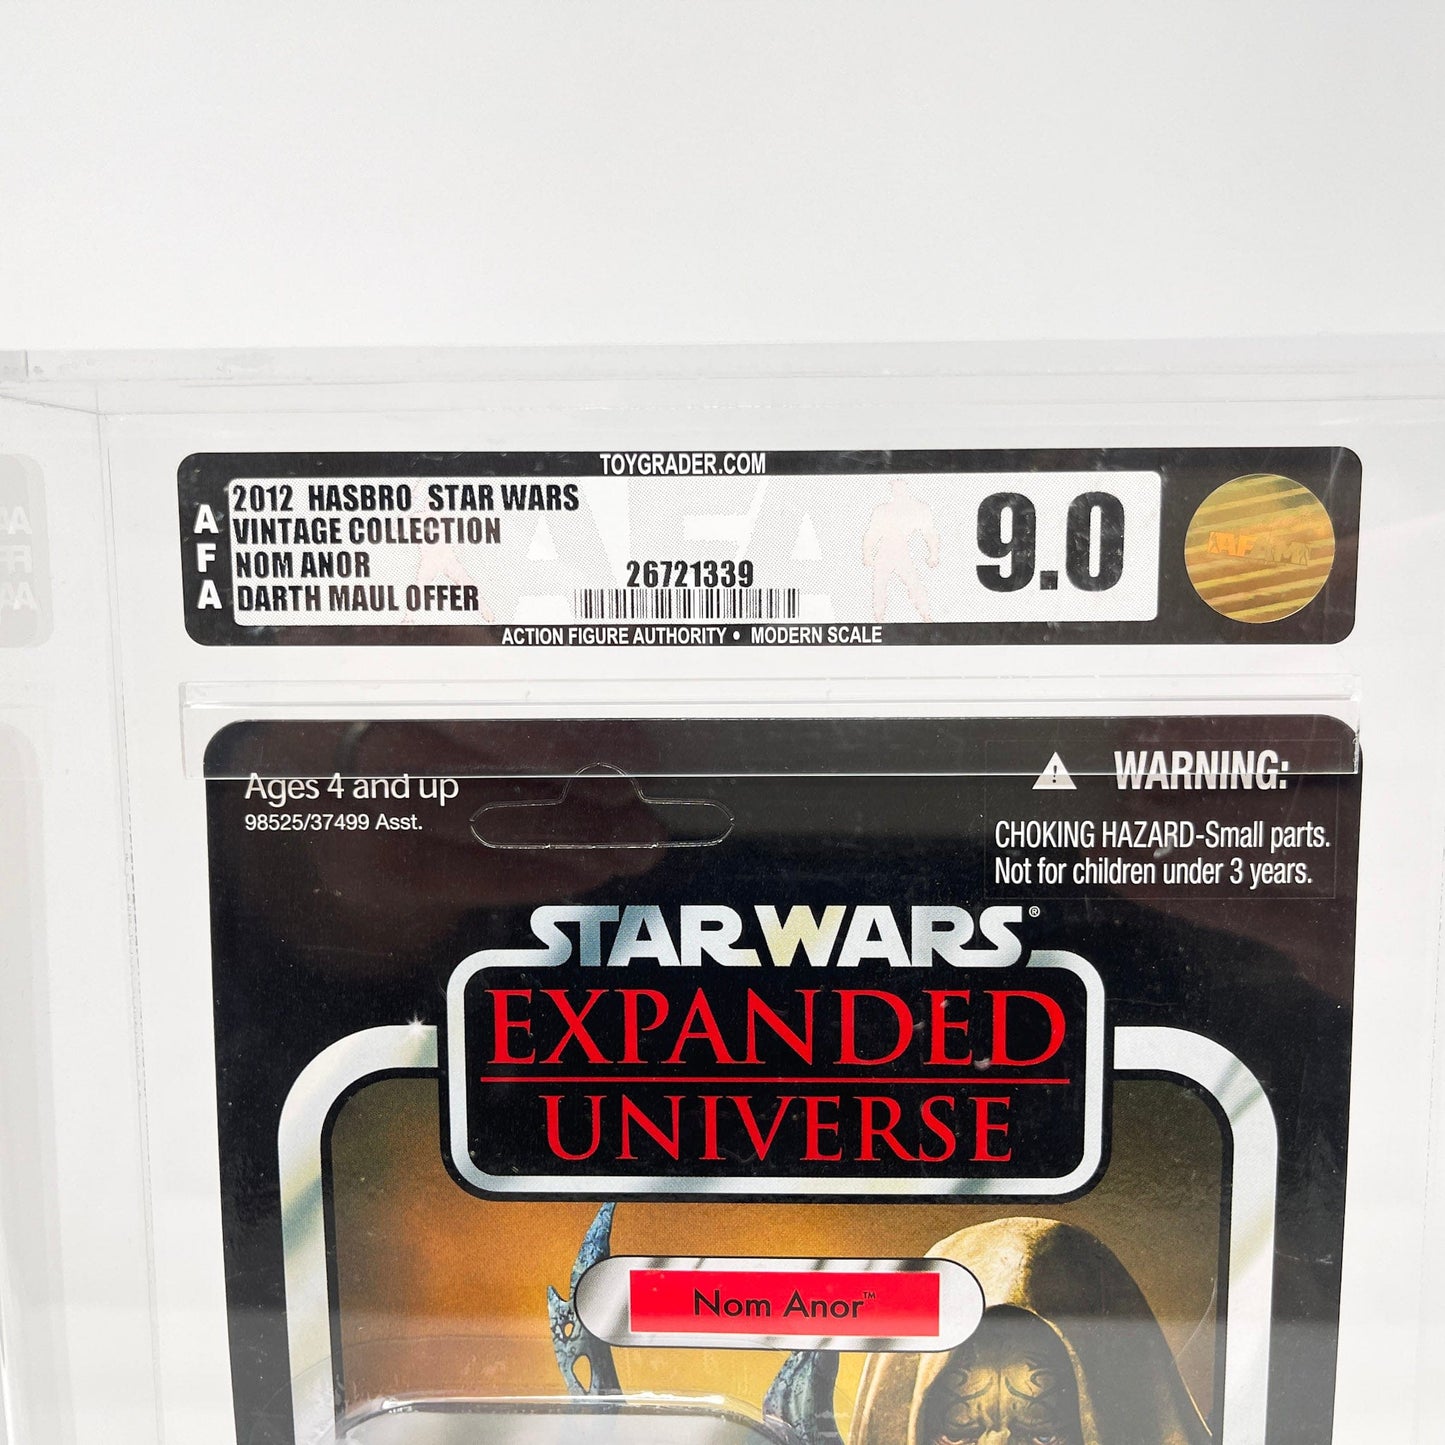 TOYGRADER.COM
AFA
2012 HASBRO STAR WARS
VINTAGE COLLECTION
NOM ANOR
DARTH MAUL OFFER
26721339
9.0
ACTION FIGURE AUTHORITY • MODERN SCALE
Ages 4 and up
98525/37499 Asst.
WARNING:
CHOKING HAZARD-Small parts.
Not for children under 3 years.
STAR WARS®
EXPANDED
UNIVERSE
Nom Anor™